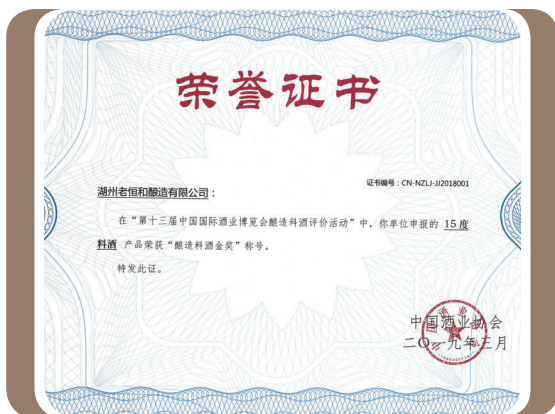 荣誉证书
证书编号：CN-NZLJ-JJ2018001
湖州老恒和酿造有限公司：
在“第十三届中国国际酒业博览会酿造料酒评价活动”中，你单位申报的 15度
料酒 产品荣获“酿造料酒金奖”称号。
特发此证。
中国酒业协会
二〇一九年三月